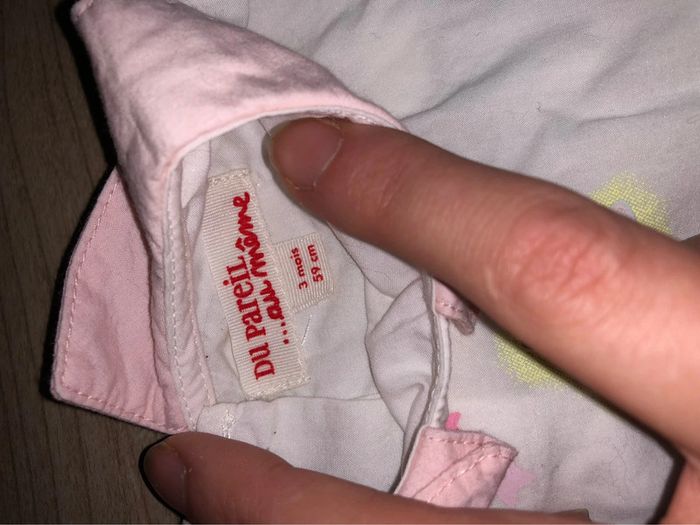 DU PAREIL
...au même
3 mois
59 cm